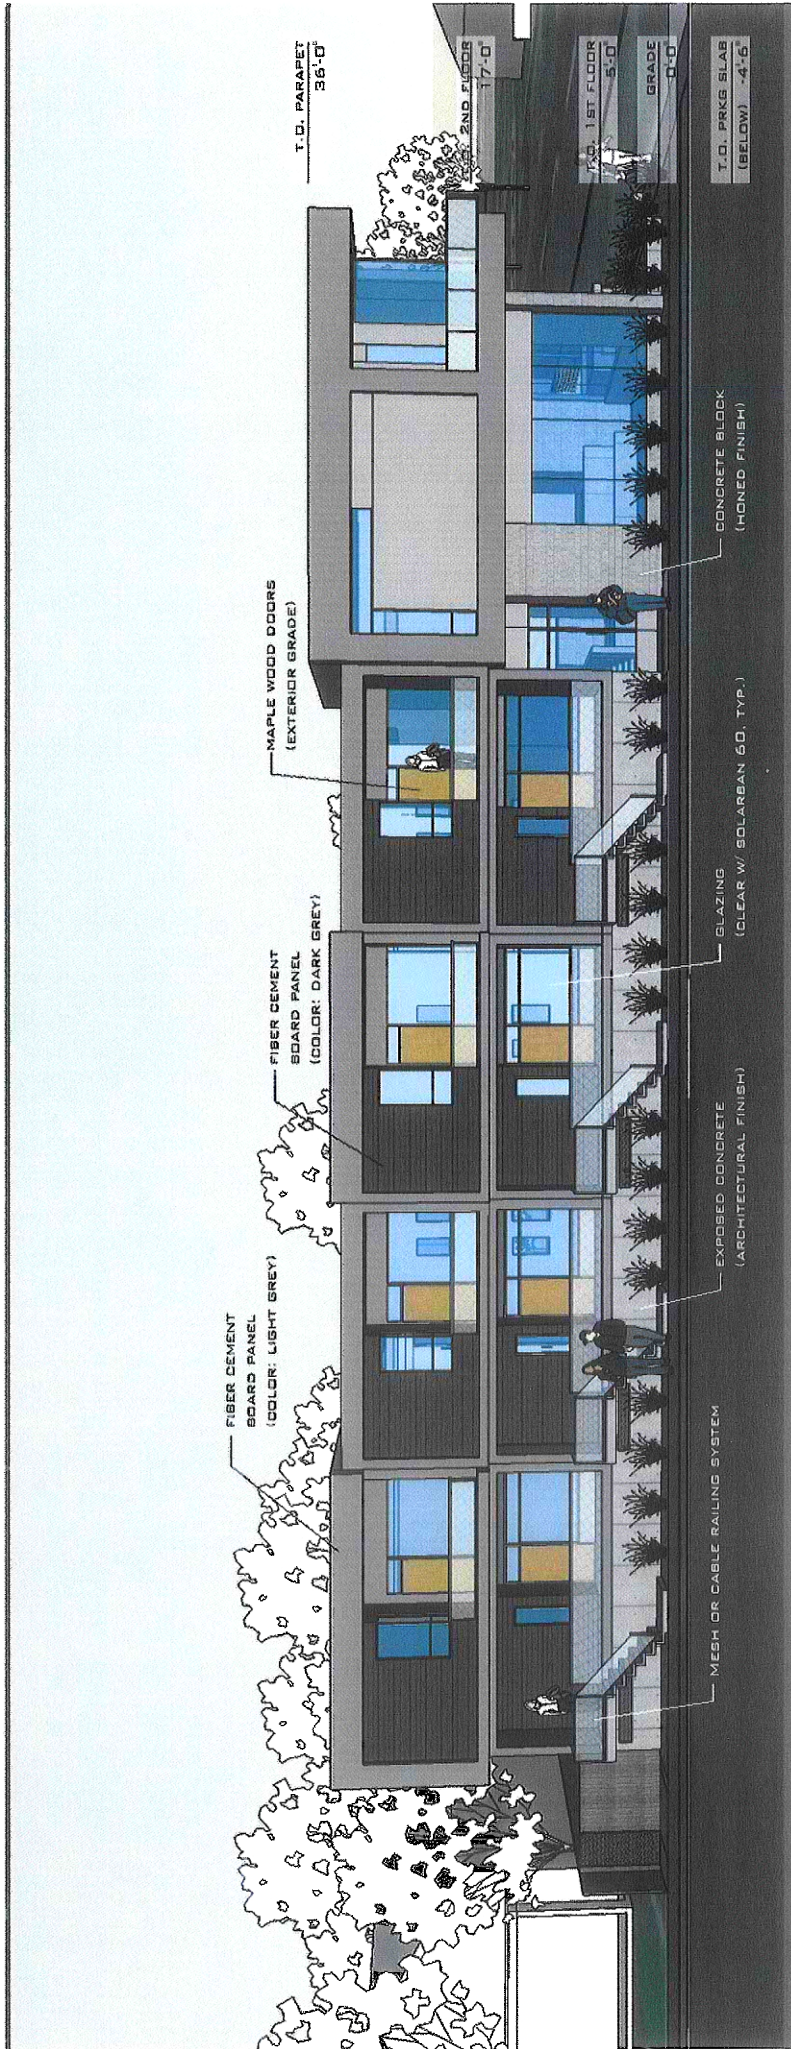 FIBER CEMENT
BOARD PANEL
(COLOR: LIGHT GREY)
FIBER CEMENT
BOARD PANEL
(COLOR: DARK GREY)
MAPLE WOOD DOORS
(EXTERIOR GRADE)
T.O. PARAPET
36'-0"
T.O. 2ND FLOOR
17'-0"
T.O. 1ST FLOOR
5'-0"
GRADE
0'-0"
T.O. PRKG SLAB
(BELOW) -4'-6"
MESH OR CABLE RAILING SYSTEM
EXPOSED CONCRETE
(ARCHITECTURAL FINISH)
GLAZING
(CLEAR W/ SOLARBAN 60, TYP.)
CONCRETE BLOCK
(HONED FINISH)